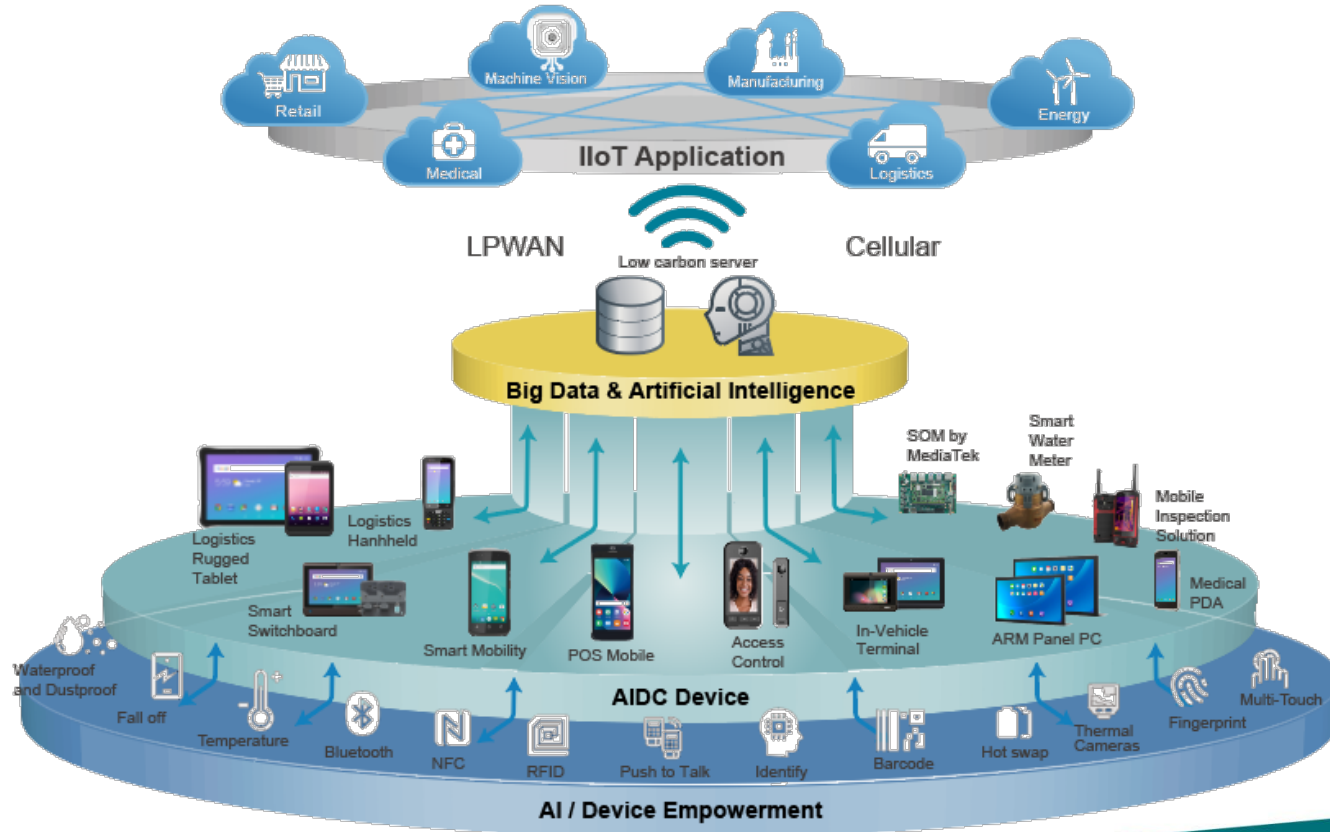 Retail
Machine Vision
Manufacturing
Energy
Medical
Logistics
IIoT Application
LPWAN
Cellular
Low carbon server
Big Data & Artificial Intelligence
Logistics
Rugged
Tablet
Logistics
Hanhheld
SOM by
MediaTek
Smart
Water
Meter
Mobile
Inspection
Solution
Smart
Switchboard
Smart Mobility
POS Mobile
Access
Control
In-Vehicle
Terminal
ARM Panel PC
Medical
PDA
AIDC Device
Waterproof
and Dustproof
Fall off
Temperature
Bluetooth
NFC
RFID
Push to Talk
Identify
Barcode
Hot swap
Thermal
Cameras
Fingerprint
Multi-Touch
AI / Device Empowerment